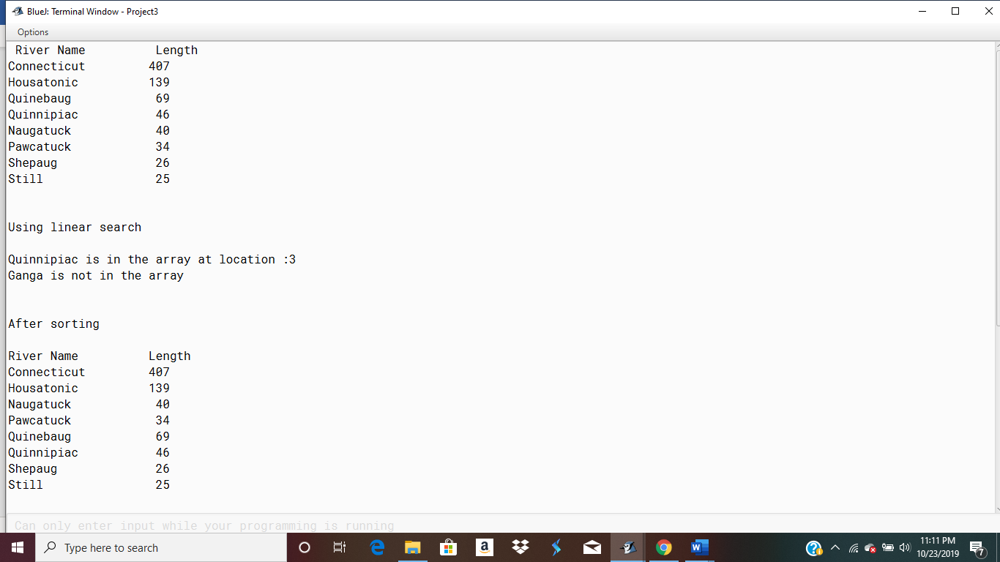 BlueJ: Terminal Window - Project3
Options
River Name Length
Connecticut 407
Housatonic 139
Quinebaug 69
Quinnipiac 46
Naugatuck 40
Pawcatuck 34
Shepaug 26
Still 25
Using linear search
Quinnipiac is in the array at location :3
Ganga is not in the array
After sorting
River Name Length
Connecticut 407
Housatonic 139
Naugatuck 40
Pawcatuck 34
Quinebaug 69
Quinnipiac 46
Shepaug 26
Still 25
Can only enter input while your programming is running
Type here to search
11:11 PM
10/23/2019
7